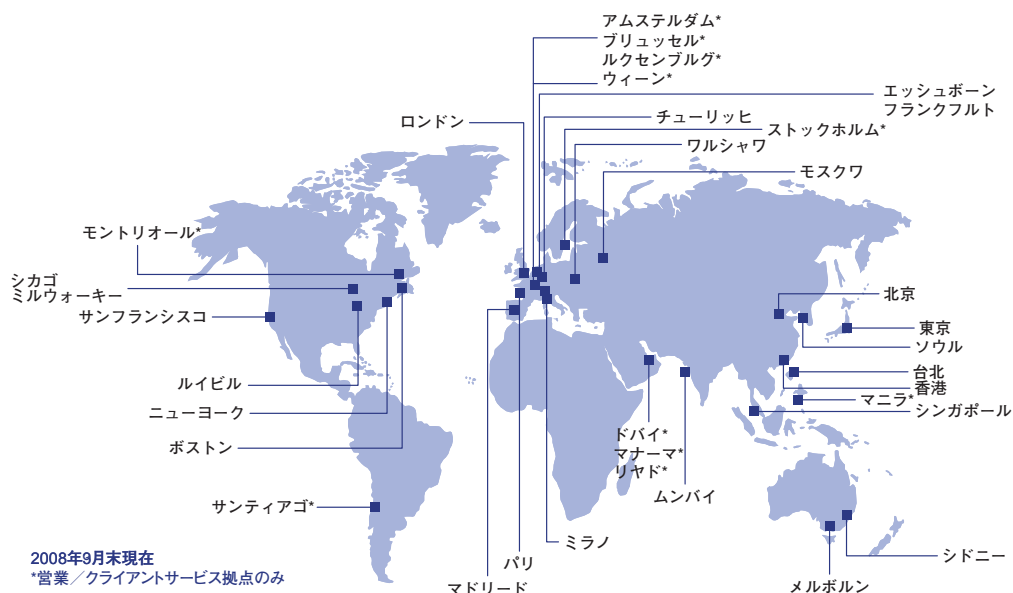 アムステルダム*
ブリュッセル*
ルクセンブルグ*
ウィーン*
エッシュボーン
フランクフルト
ロンドン
チューリッヒ
ストックホルム*
ワルシャワ
モスクワ
モントリオール*
シカゴ
ミルウォーキー
サンフランシスコ
北京
東京
ソウル
台北
香港
マニラ*
シンガポール
ルイビル
ニューヨーク
ボストン
ドバイ*
マナーマ*
リヤド*
ムンバイ
サンティアゴ*
ミラノ
パリ
マドリード
シドニー
メルボルン
2008年9月末現在
*営業／クライアントサービス拠点のみ